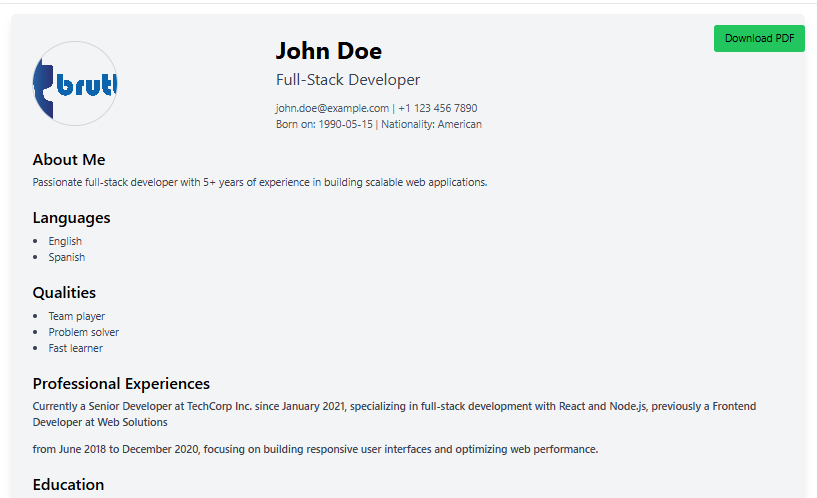 Download PDF
brutl
John Doe
Full-Stack Developer
john.doe@example.com | +1 123 456 7890
Born on: 1990-05-15 | Nationality: American
About Me
Passionate full-stack developer with 5+ years of experience in building scalable web applications.
Languages
• English
• Spanish
Qualities
• Team player
• Problem solver
• Fast learner
Professional Experiences
Currently a Senior Developer at TechCorp Inc. since January 2021, specializing in full-stack development with React and Node.js, previously a Frontend
Developer at Web Solutions
from June 2018 to December 2020, focusing on building responsive user interfaces and optimizing web performance.
Education